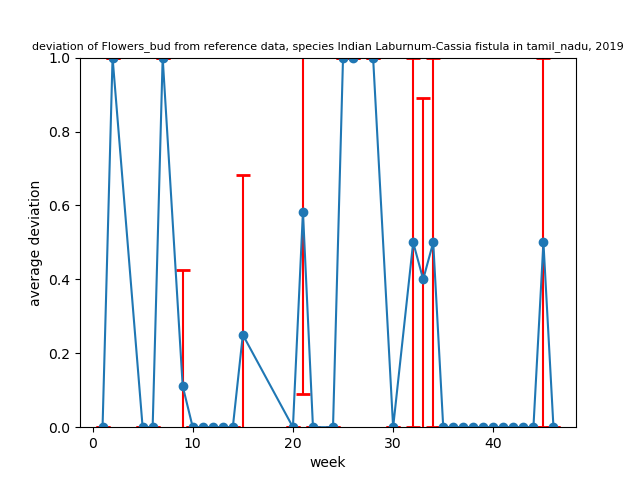 deviation of Flowers_bud from reference data, species Indian Laburnum-Cassia fistula in tamil_nadu, 2019
1.0
0.8
0.6
0.4
0.2
0.0
average deviation
0 10 20 30 40
week